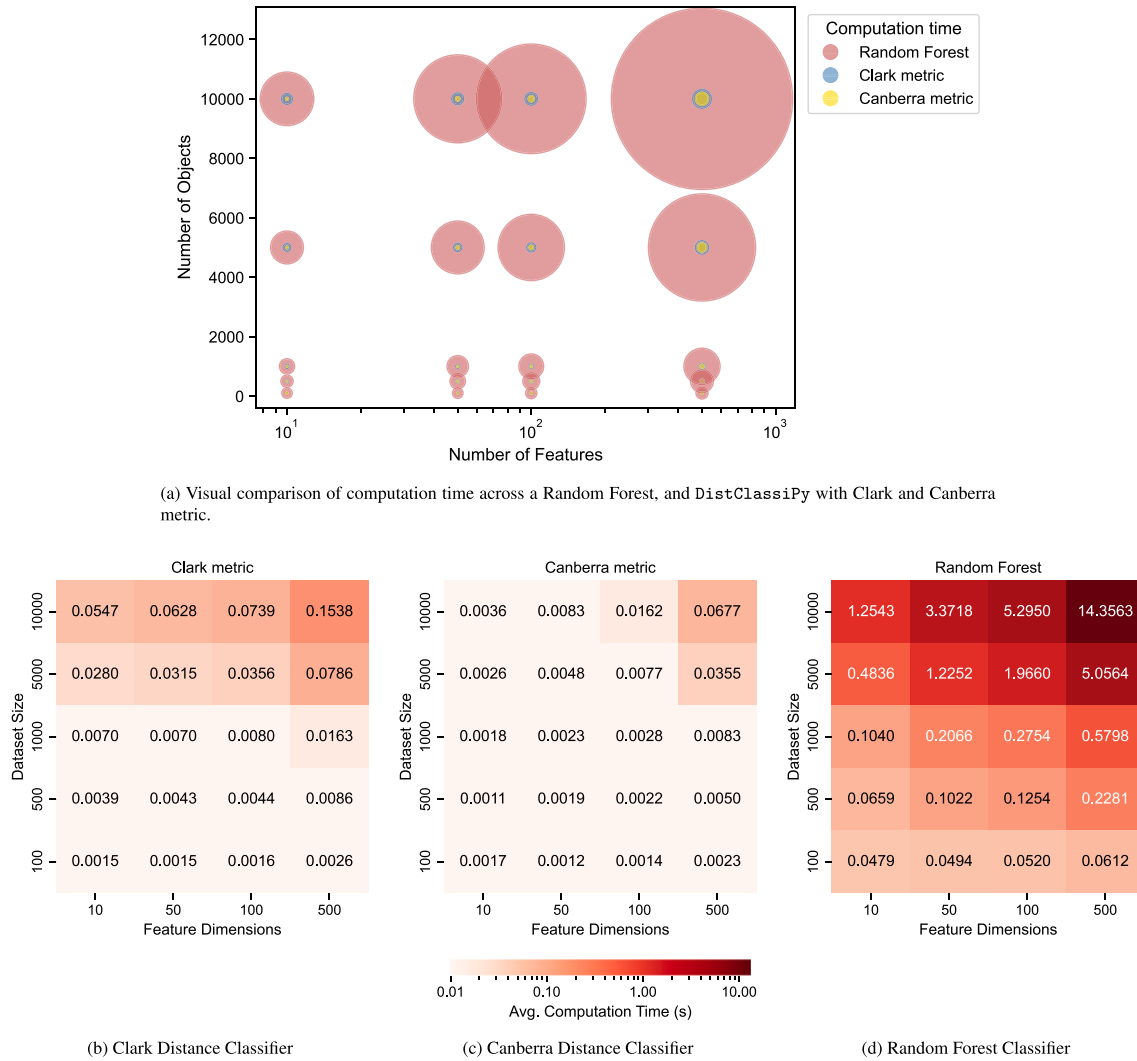 Computation time
Random Forest
Clark metric
Canberra metric
12000
10000
8000
6000
4000
2000
0
Number of Objects
10¹
10²
10³
Number of Features
(a) Visual comparison of computation time across a Random Forest, and DistClassiPy with Clark and Canberra
metric.
Clark metric
Dataset Size
10000 0.0547 0.0628 0.0739 0.1538
5000 0.0280 0.0315 0.0356 0.0786
1000 0.0070 0.0070 0.0080 0.0163
500 0.0039 0.0043 0.0044 0.0086
100 0.0015 0.0015 0.0016 0.0026
10 50 100 500
Feature Dimensions
Canberra metric
Dataset Size
10000 0.0036 0.0083 0.0162 0.0677
5000 0.0026 0.0048 0.0077 0.0355
1000 0.0018 0.0023 0.0028 0.0083
500 0.0011 0.0019 0.0022 0.0050
100 0.0017 0.0012 0.0014 0.0023
10 50 100 500
Feature Dimensions
Random Forest
Dataset Size
10000 1.2543 3.3718 5.2950 14.3563
5000 0.4836 1.2252 1.9660 5.0564
1000 0.1040 0.2066 0.2754 0.5798
500 0.0659 0.1022 0.1254 0.2281
100 0.0479 0.0494 0.0520 0.0612
10 50 100 500
Feature Dimensions
0.01 0.10 1.00 10.00
Avg. Computation Time (s)
(b) Clark Distance Classifier
(c) Canberra Distance Classifier
(d) Random Forest Classifier